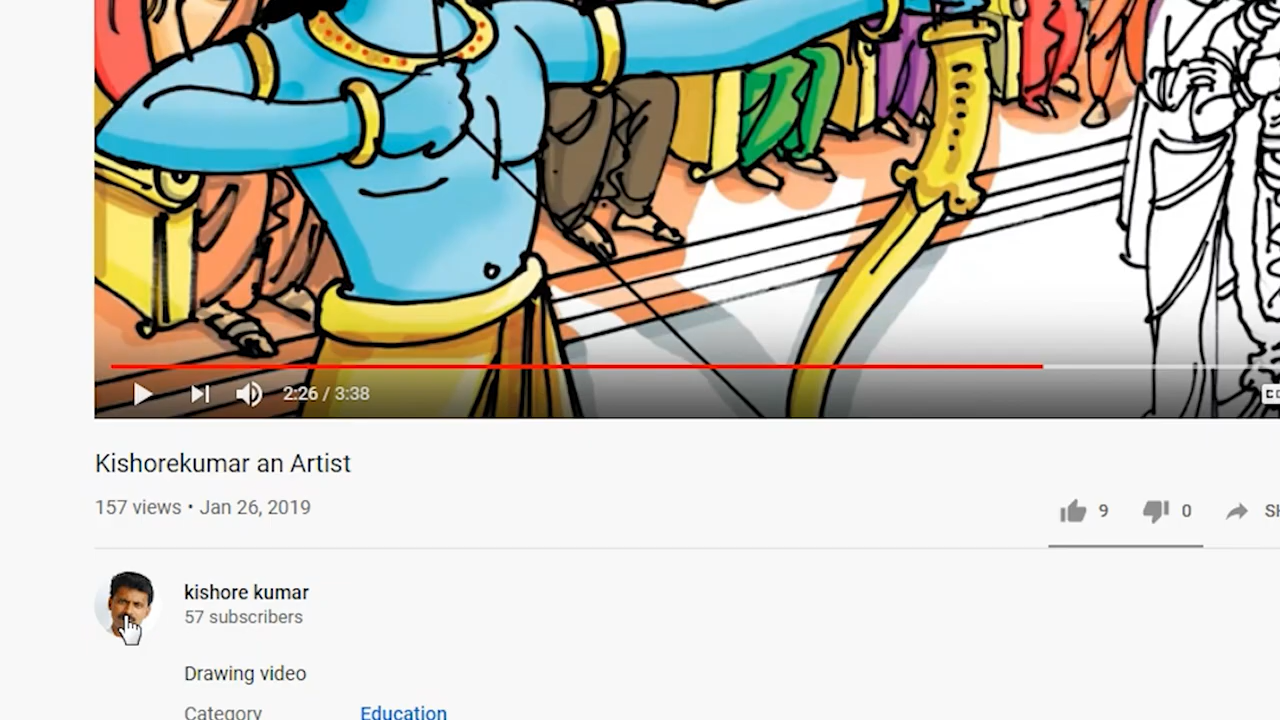 2:26 / 3:38
Kishorekumar an Artist
157 views • Jan 26, 2019
9
0
kishore kumar
57 subscribers
Drawing video
Category
Education